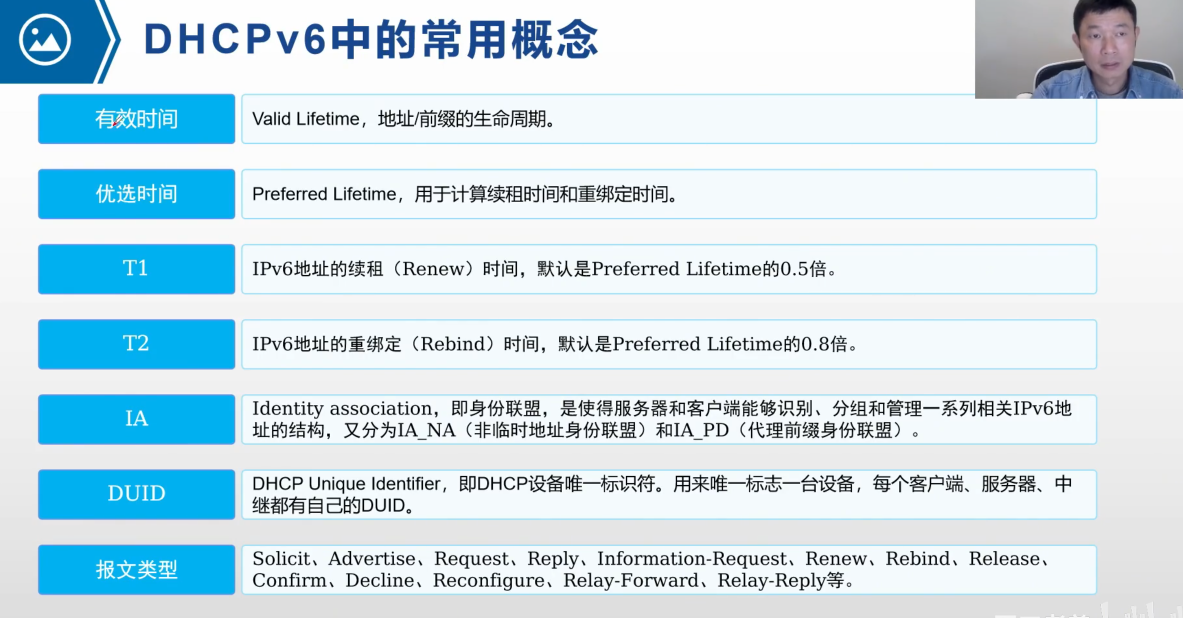 DHCPv6中的常用概念
有效时间
Valid Lifetime，地址/前缀的生命周期。
优选时间
Preferred Lifetime，用于计算续租时间和重绑定时间。
T1
IPv6地址的续租（Renew）时间，默认是Preferred Lifetime的0.5倍。
T2
IPv6地址的重绑定（Rebind）时间，默认是Preferred Lifetime的0.8倍。
IA
Identity association，即身份联盟，是使得服务器和客户端能够识别、分组和管理一系列相关IPv6地
址的结构，又分为IA_NA（非临时地址身份联盟）和IA_PD（代理前缀身份联盟）。
DUID
DHCP Unique Identifier，即DHCP设备唯一标识符。用来唯一标志一台设备，每个客户端、服务器、中
继都有自己的DUID。
报文类型
Solicit、Advertise、Request、Reply、Information-Request、Renew、Rebind、Release、
Confirm、Decline、Reconfigure、Relay-Forward、Relay-Reply等。